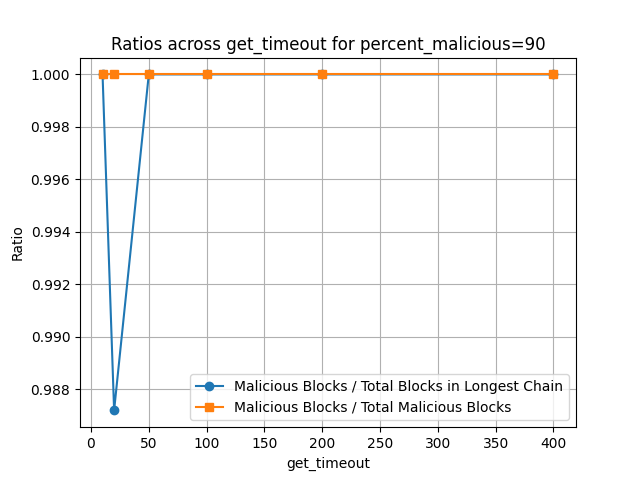 Ratios across get_timeout for percent_malicious=90
1.000
0.998
0.996
0.994
0.992
0.990
0.988
Ratio
Malicious Blocks / Total Blocks in Longest Chain
Malicious Blocks / Total Malicious Blocks
0 50 100 150 200 250 300 350 400
get_timeout